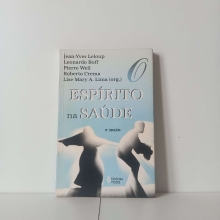 Jean-Yves Leloup
Leonardo Boff
Pierre Weil
Roberto Crema
Lise Mary A. Lima (org.)
O
ESPÍRITO
na SAÚDE